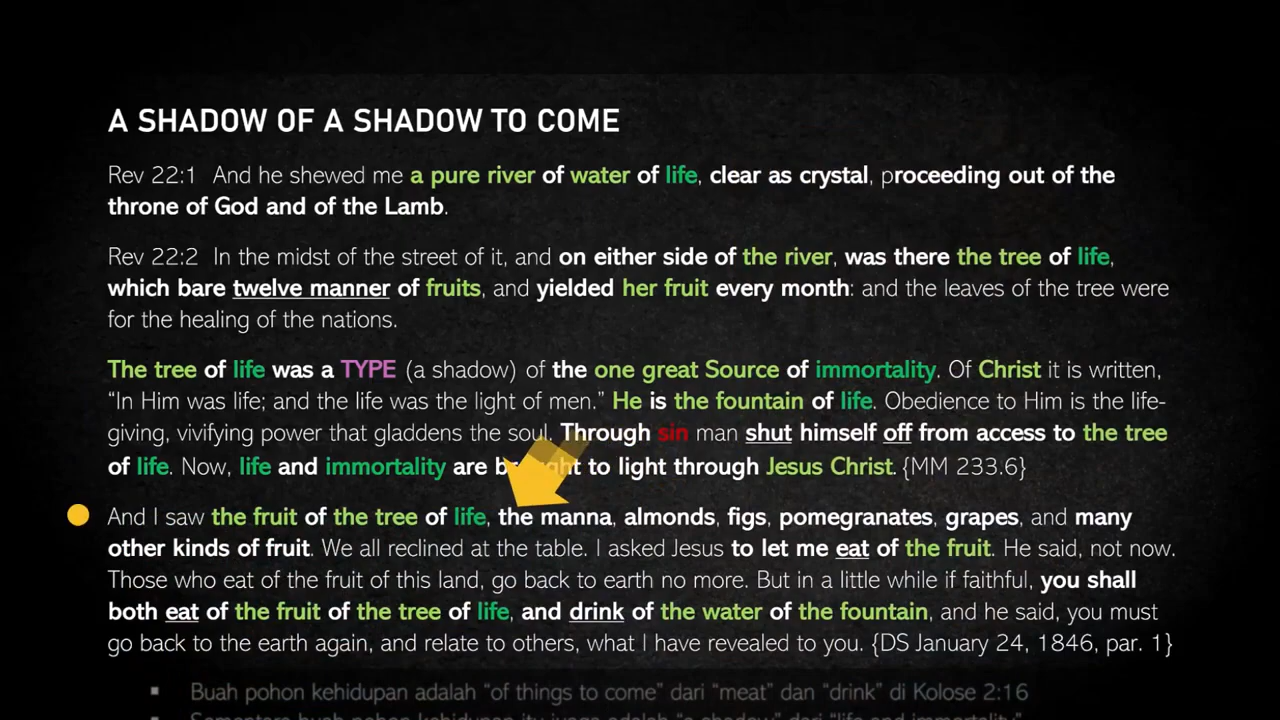 A SHADOW OF A SHADOW TO COME
Rev 22:1 And he shewed me a pure river of water of life, clear as crystal, proceeding out of the
throne of God and of the Lamb.
Rev 22:2 In the midst of the street of it, and on either side of the river, was there the tree of life,
which bare twelve manner of fruits, and yielded her fruit every month: and the leaves of the tree were
for the healing of the nations.
The tree of life was a TYPE (a shadow) of the one great Source of immortality. Of Christ it is written,
“In Him was life; and the life was the light of men.” He is the fountain of life. Obedience to Him is the life-
giving, vivifying power that gladdens the soul. Through sin man shut himself off from access to the tree
of life. Now, life and immortality are brought to light through Jesus Christ. {MM 233.6}
And I saw the fruit of the tree of life, the manna, almonds, figs, pomegranates, grapes, and many
other kinds of fruit. We all reclined at the table. I asked Jesus to let me eat of the fruit. He said, not now.
Those who eat of the fruit of this land, go back to earth no more. But in a little while if faithful, you shall
both eat of the fruit of the tree of life, and drink of the water of the fountain, and he said, you must
go back to the earth again, and relate to others, what I have revealed to you. {DS January 24, 1846, par. 1}
▪ Buah pohon kehidupan adalah “of things to come” dari “meat” dan “drink” di Kolose 2:16
▪ Sementara buah pohon kehidupan itu juga adalah “a shadow” dari “life and immortality”